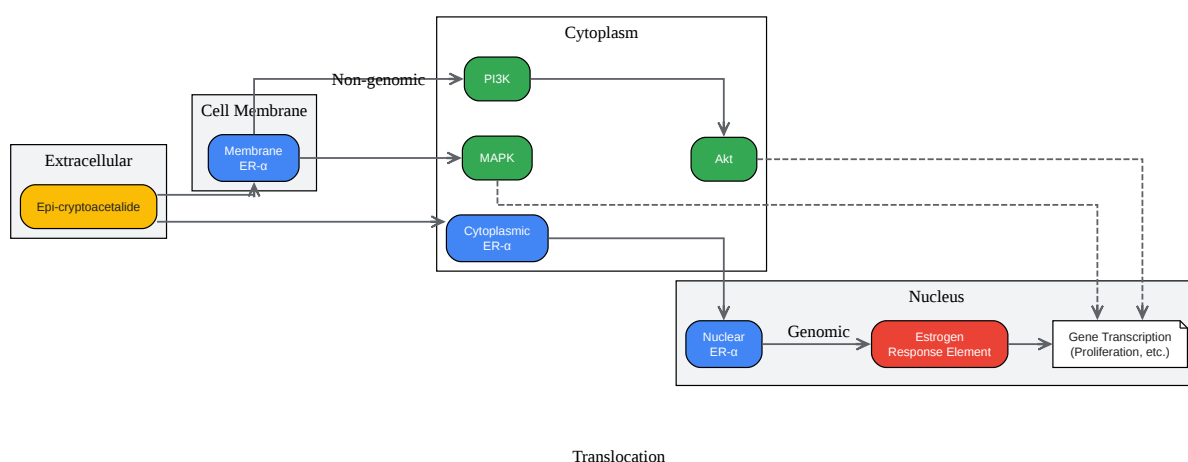 Cytoplasm
PI3K
Non-genomic
Cell Membrane
Membrane
ER-α
MAPK
Akt
Extracellular
Epi-cryptoacetalide
Cytoplasmic
ER-α
Nucleus
Nuclear
ER-α
Genomic
Estrogen
Response Element
Gene Transcription
(Proliferation, etc.)
Translocation